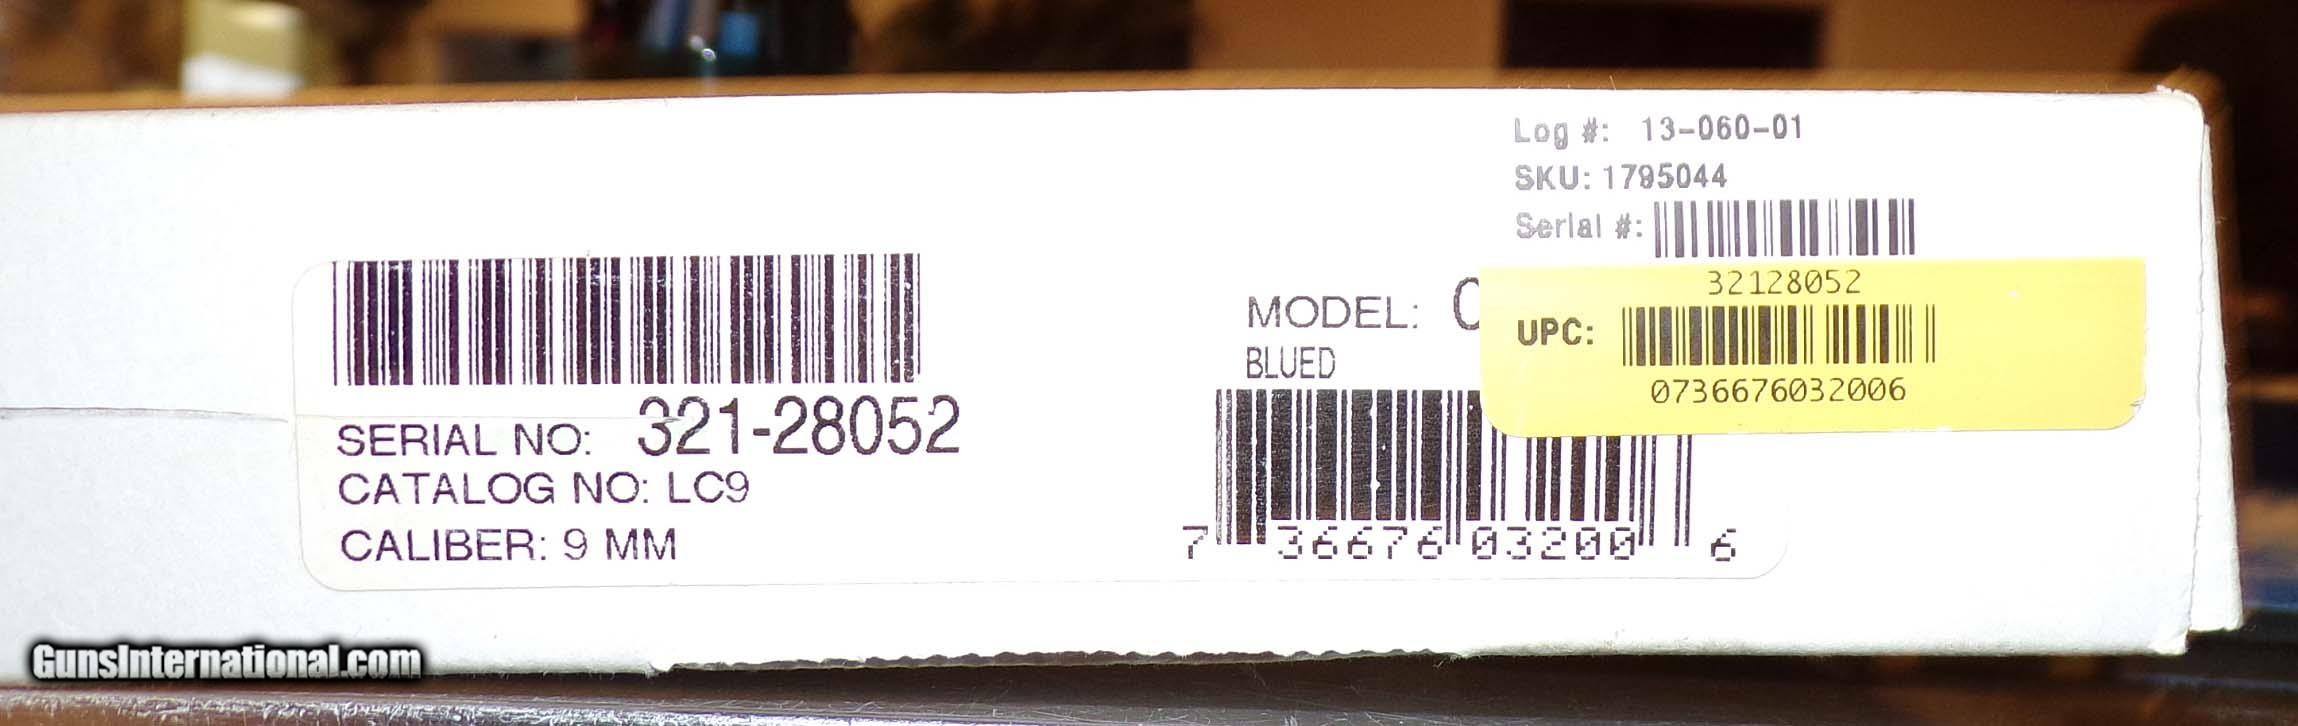 Log #: 13-060-01
SKU: 1795044
Serial #:
32128052
UPC:
0736676032006
SERIAL NO: 321-28052
CATALOG NO: LC9
CALIBER: 9 MM
MODEL:
BLUED
7 36676 03200 6
GunsInternational.com